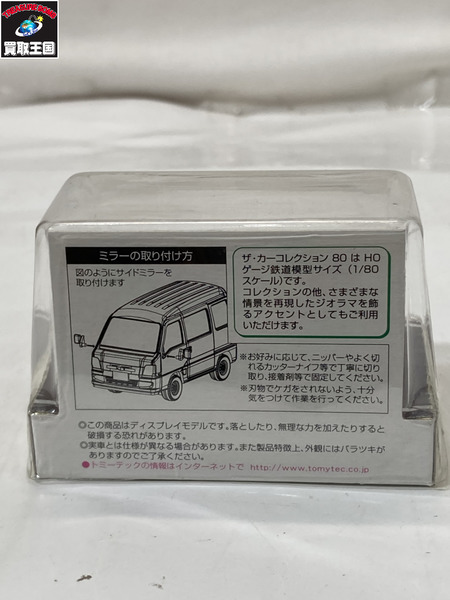 買取王国
ミラーの取り付け方
図のようにサイドミラーを
取り付けます
ザ・カーコレクション 80 は HO
ゲージ鉄道模型サイズ (1/80
スケール)です。
コレクションの他、さまざまな
情景を再現したジオラマを飾
るアクセントとしてもご利用
いただけます。
※お好みに応じて、ニッパーやよく切
れるカッターナイフ等で丁寧に切り
取り、接着剤等で固定してください。
※刃物でケガをされないよう、十分
気をつけて作業を行ってください。
◎この商品はディスプレイモデルです。落としたり、無理な力を加えたりすると
破損する恐れがあります。
◎実車とは仕様が異なる場合があります。また製品特徴上、外観にはバラツキが
ありますのでご了承ください。
●トミーテックの情報はインターネットで http://www.tomytec.co.jp